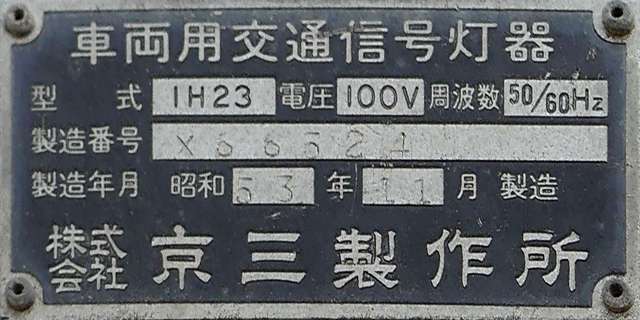 車両用交通信号灯器
型式 1H23 電圧 100V 周波数 50/60Hz
製造番号 X66524
製造年月 昭和 53 年 11 月 製造
株式会社 京三製作所